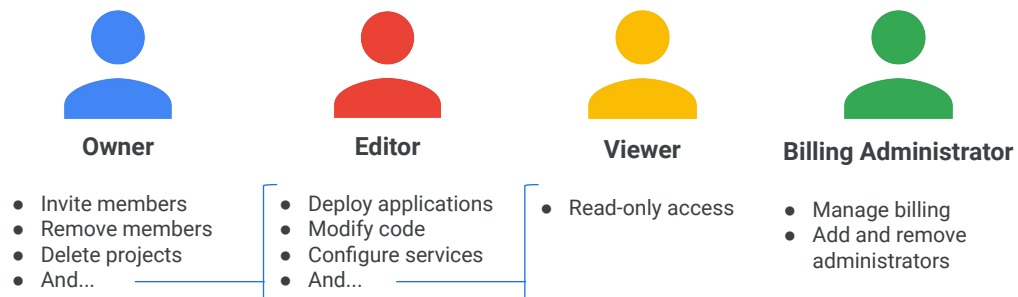 Owner
• Invite members
• Remove members
• Delete projects
• And...
Editor
• Deploy applications
• Modify code
• Configure services
• And...
Viewer
• Read-only access
Billing Administrator
• Manage billing
• Add and remove
administrators